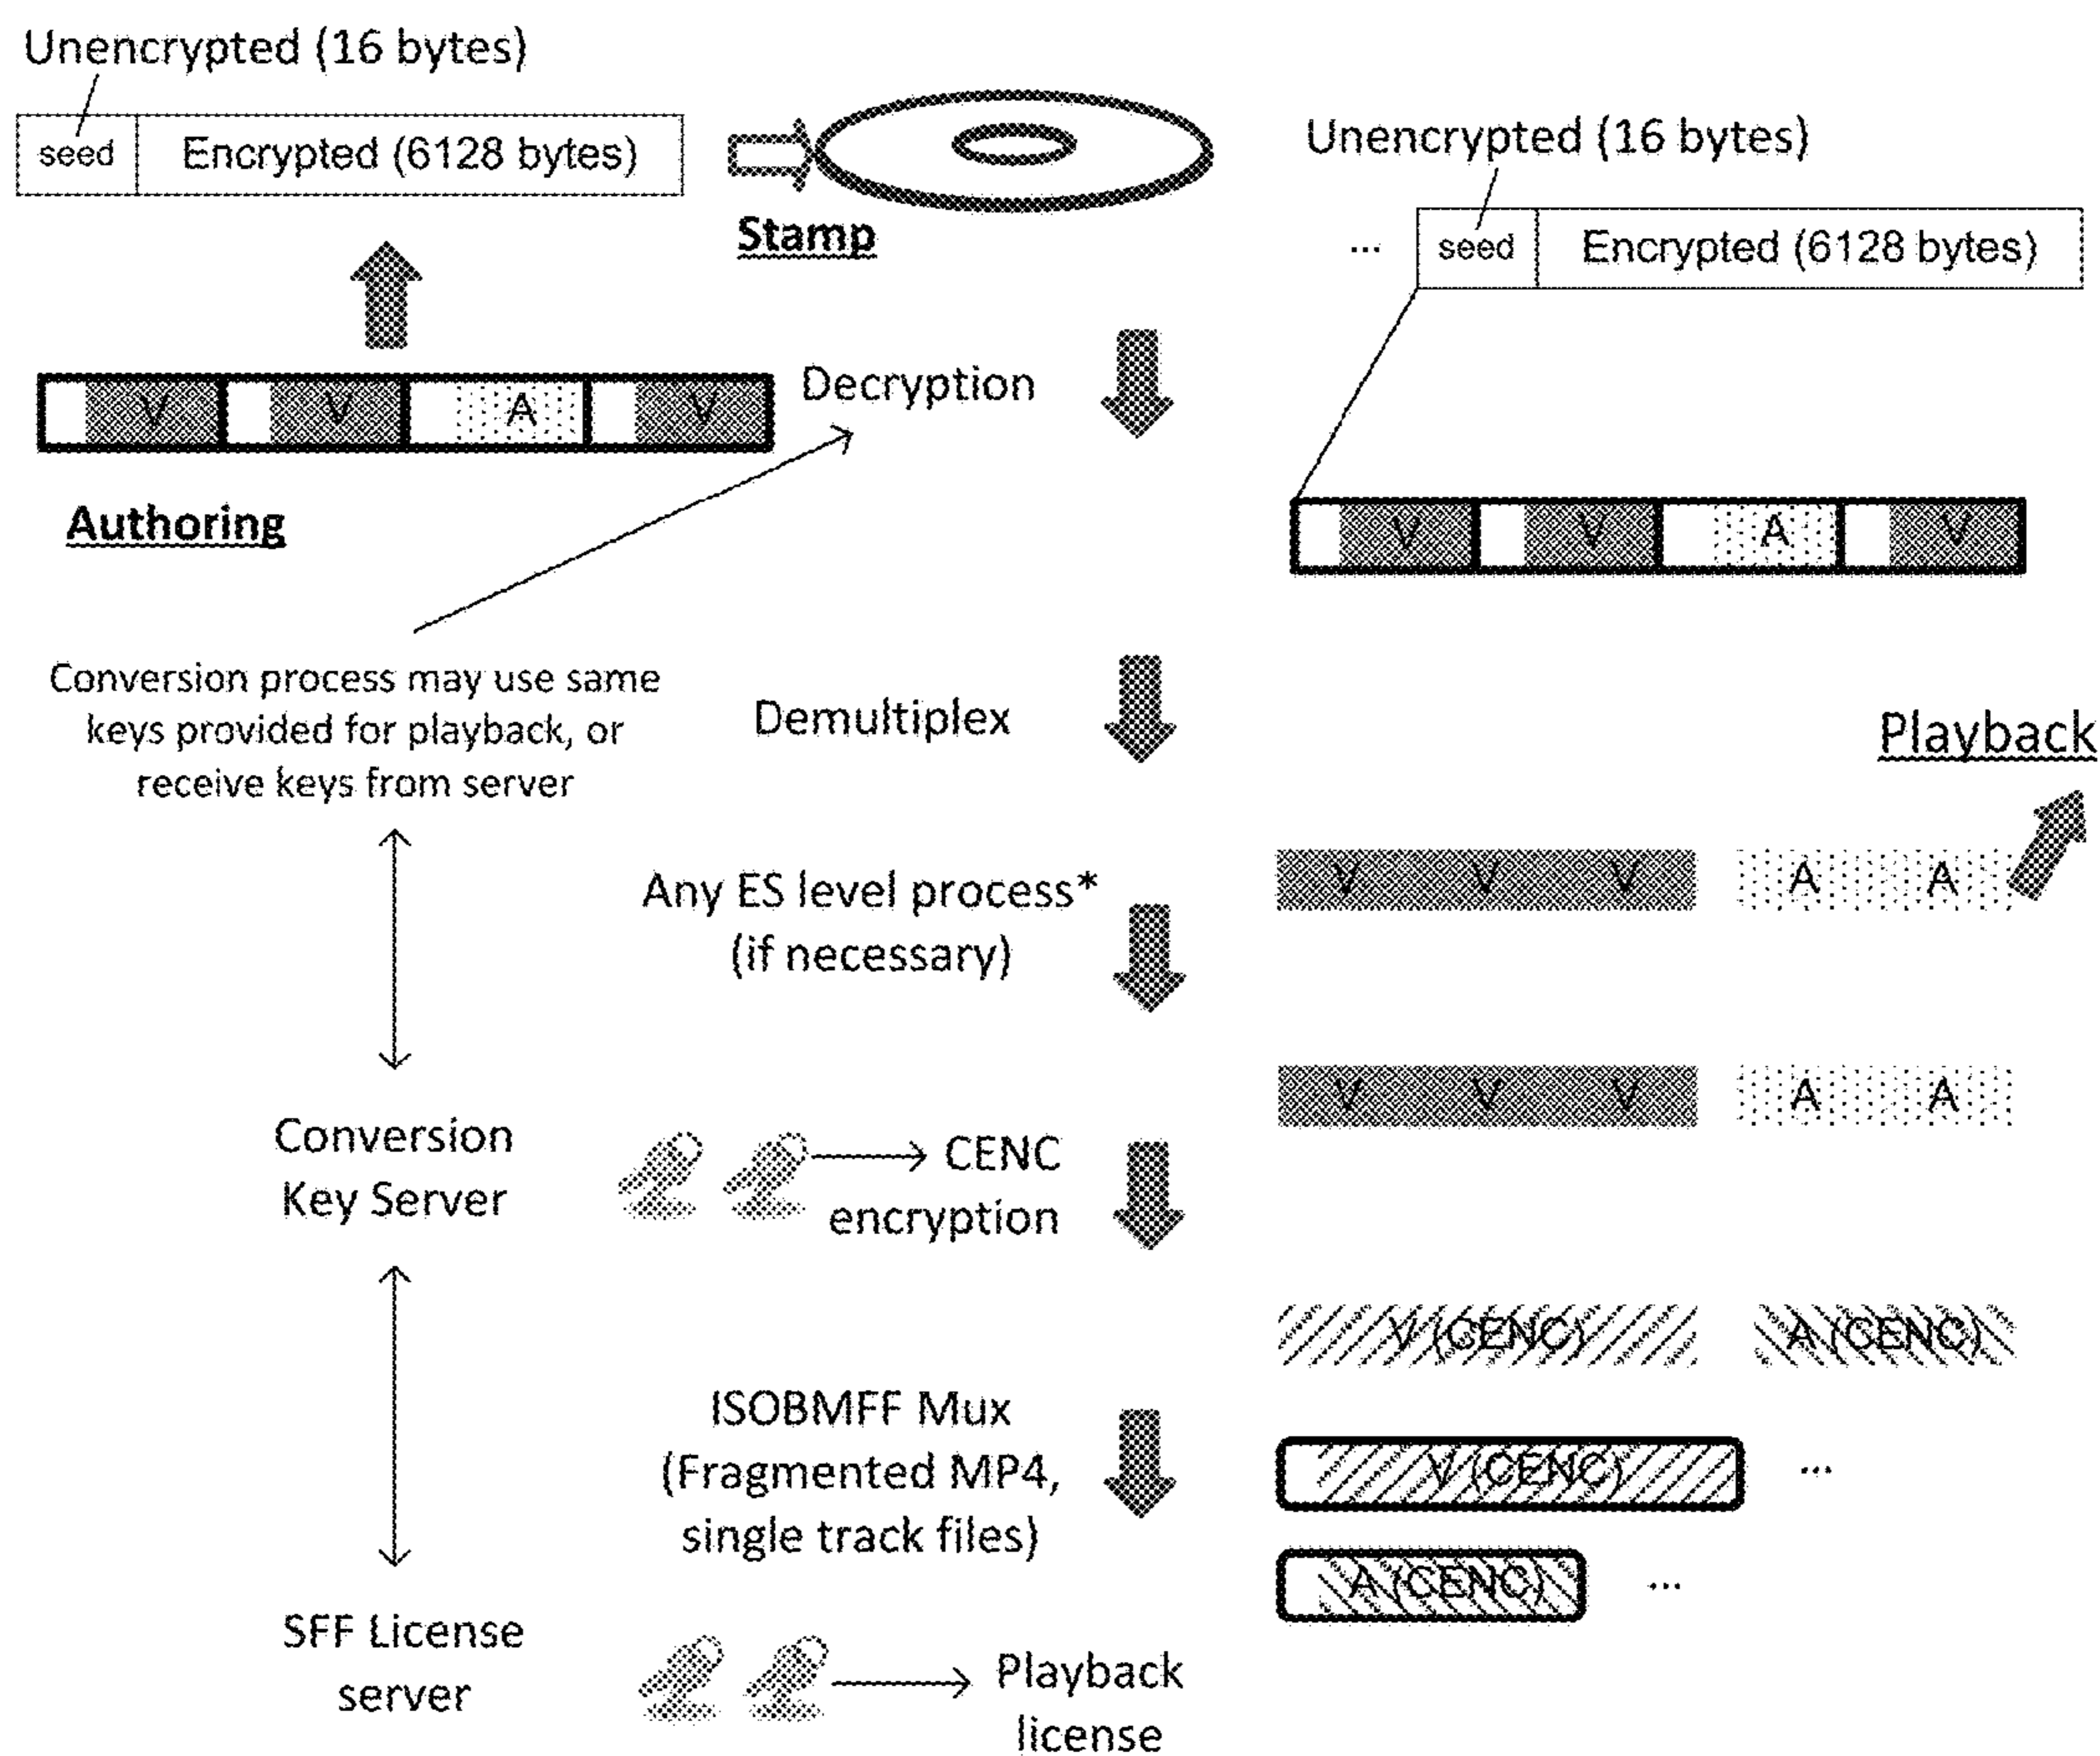 Unencrypted (16 bytes)
seed Encrypted (6128 bytes)
Stamp
Unencrypted (16 bytes)
... seed Encrypted (6128 bytes)
V V A V
Authoring
Decryption
V V A V
Conversion process may use same
keys provided for playback, or
receive keys from server
Demultiplex
Playback
Any ES level process*
(if necessary)
V V V A A
V V V A A
Conversion
Key Server
CENC
encryption
V (CENC) A (CENC)
ISOBMFF Mux
(Fragmented MP4,
single track files)
V (CENC) ...
A (CENC) ...
SFF License
server
Playback
license